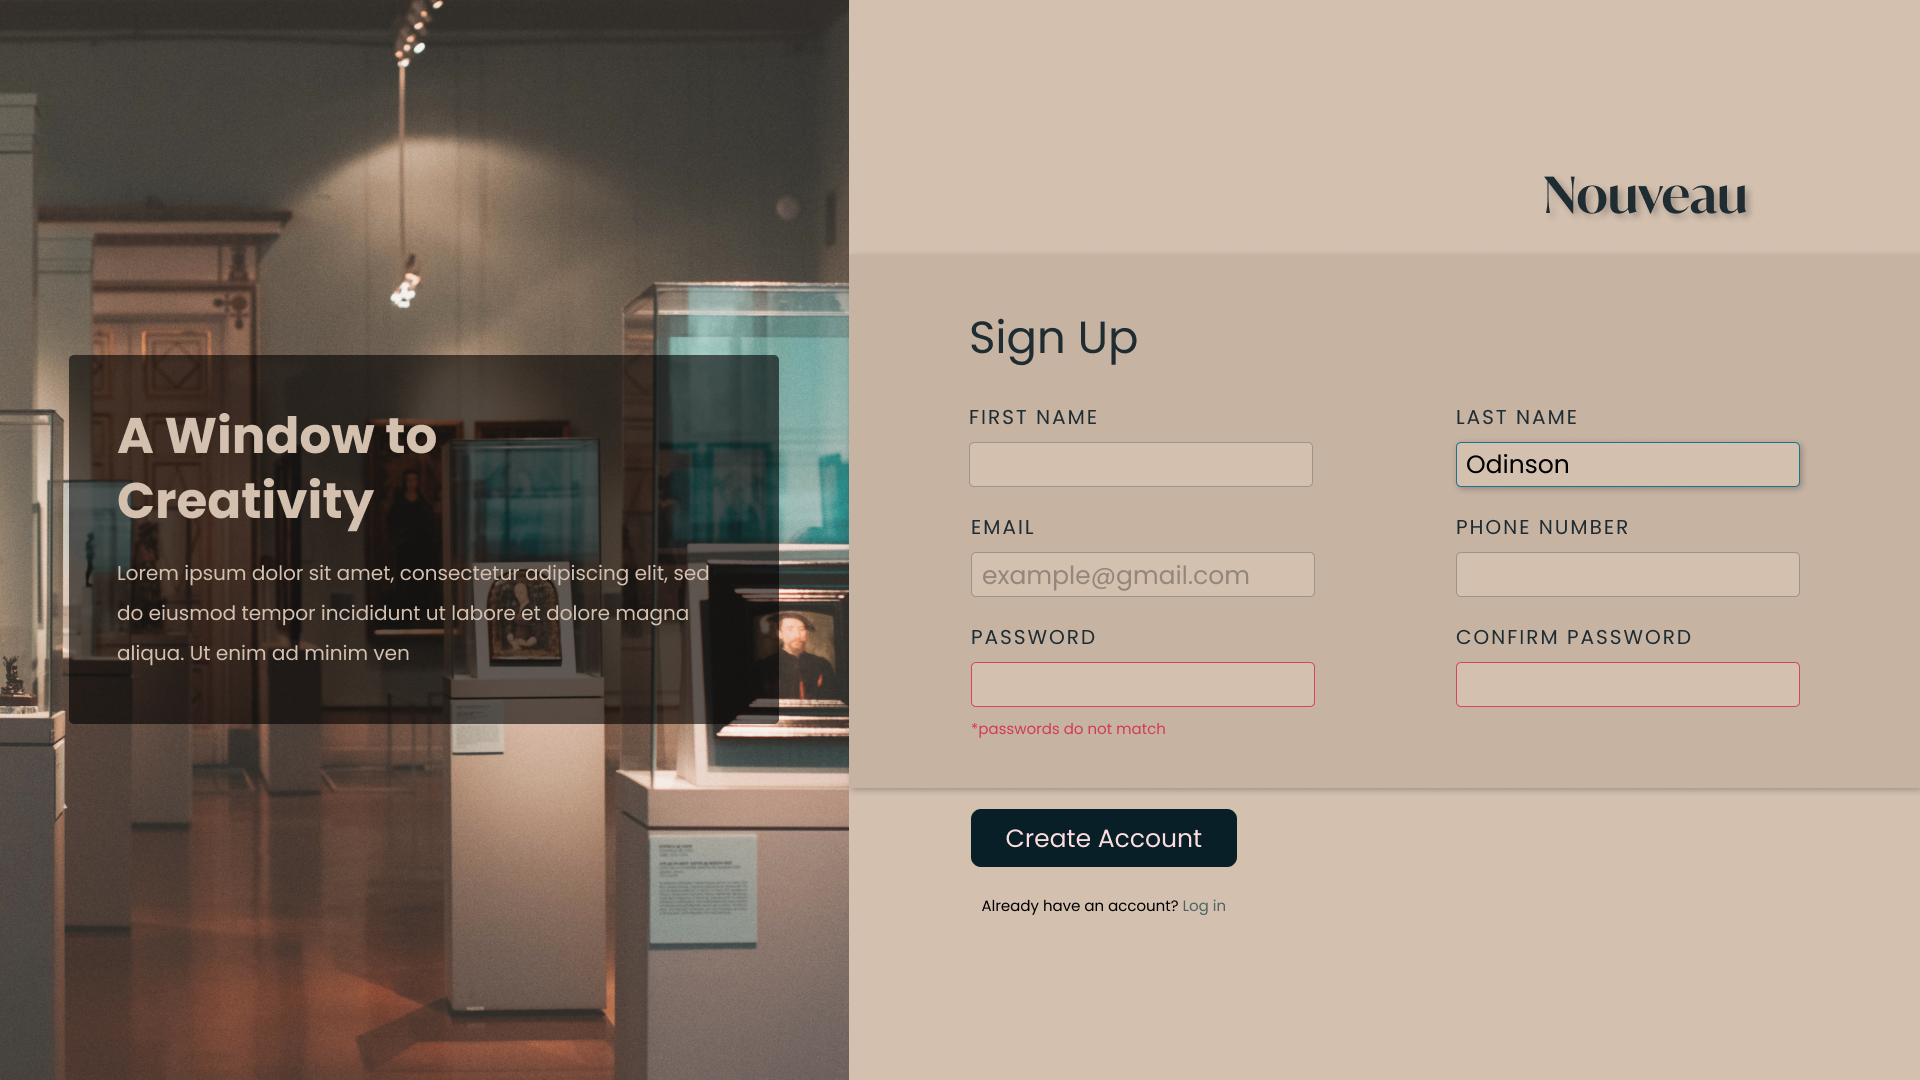 Nouveau
A Window to
Creativity
Lorem ipsum dolor sit amet, consectetur adipiscing elit, sed
do eiusmod tempor incididunt ut labore et dolore magna
aliqua. Ut enim ad minim ven
Sign Up
FIRST NAME
LAST NAME
Odinson
EMAIL
PHONE NUMBER
example@gmail.com
PASSWORD
CONFIRM PASSWORD
*passwords do not match
Create Account
Already have an account? Log in